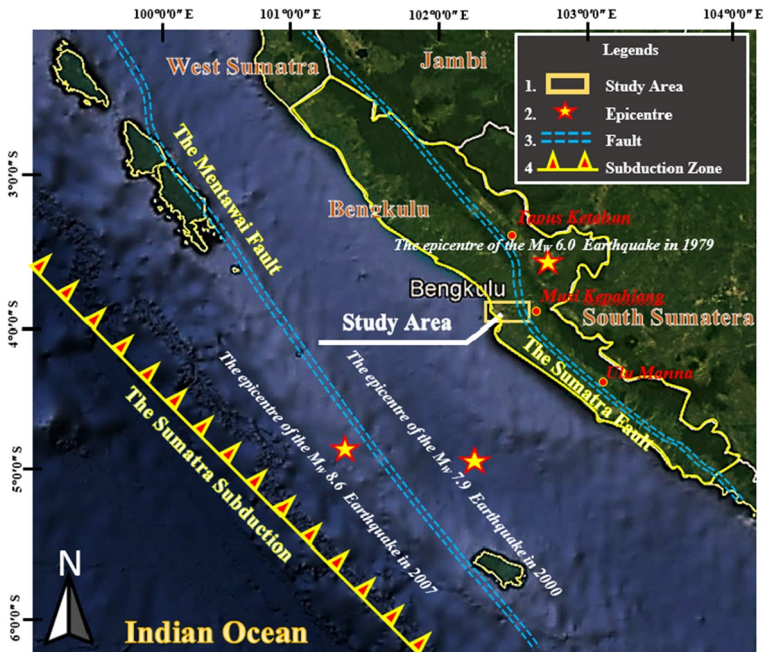 100°0'0"E 101°0'0"E 102°0'0"E 103°0'0"E 104°0'0"E
West Sumatra
Jambi
Legends
1. Study Area
2. Epicentre
3. Fault
4 Subduction Zone
3°0'0"S
4°0'0"S
5°0'0"S
6°0'0"S
The Mentawai Fault
Bengkulu
Tapus Ketahun
The epicentre of the Mw 6.0 Earthquake in 1979
Bengkulu
Musi Kepahiang
South Sumatera
Study Area
The Sumatra Fault
Ulu Manna
The epicentre of the Mw 8.6 Earthquake in 2007
The epicentre of the Mw 7.9 Earthquake in 2000
The Sumatra Subduction
N
Indian Ocean